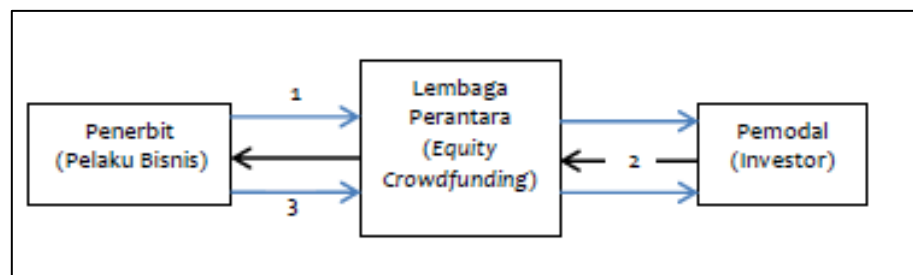 1
Penerbit
(Pelaku Bisnis)
3
Lembaga
Perantara
(Equity
Crowdfunding)
2
Pemodal
(Investor)